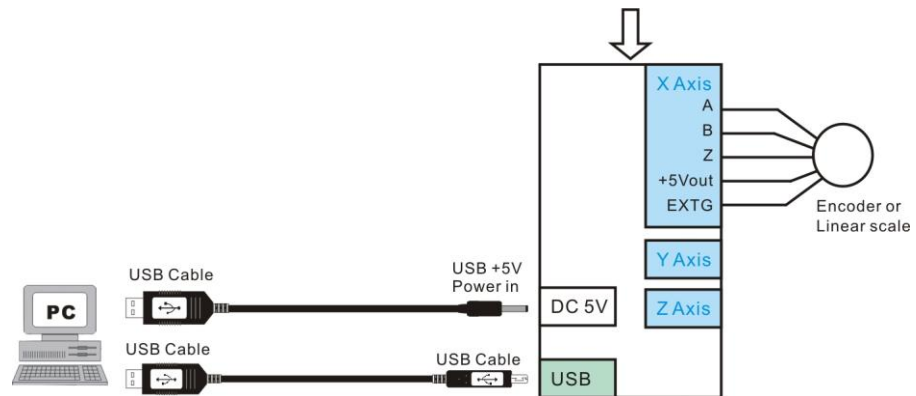 X Axis
A
B
Z
+5Vout
EXTG
Encoder or
Linear scale
Y Axis
USB Cable
USB +5V
Power in
PC
DC 5V
Z Axis
USB Cable
USB Cable
USB